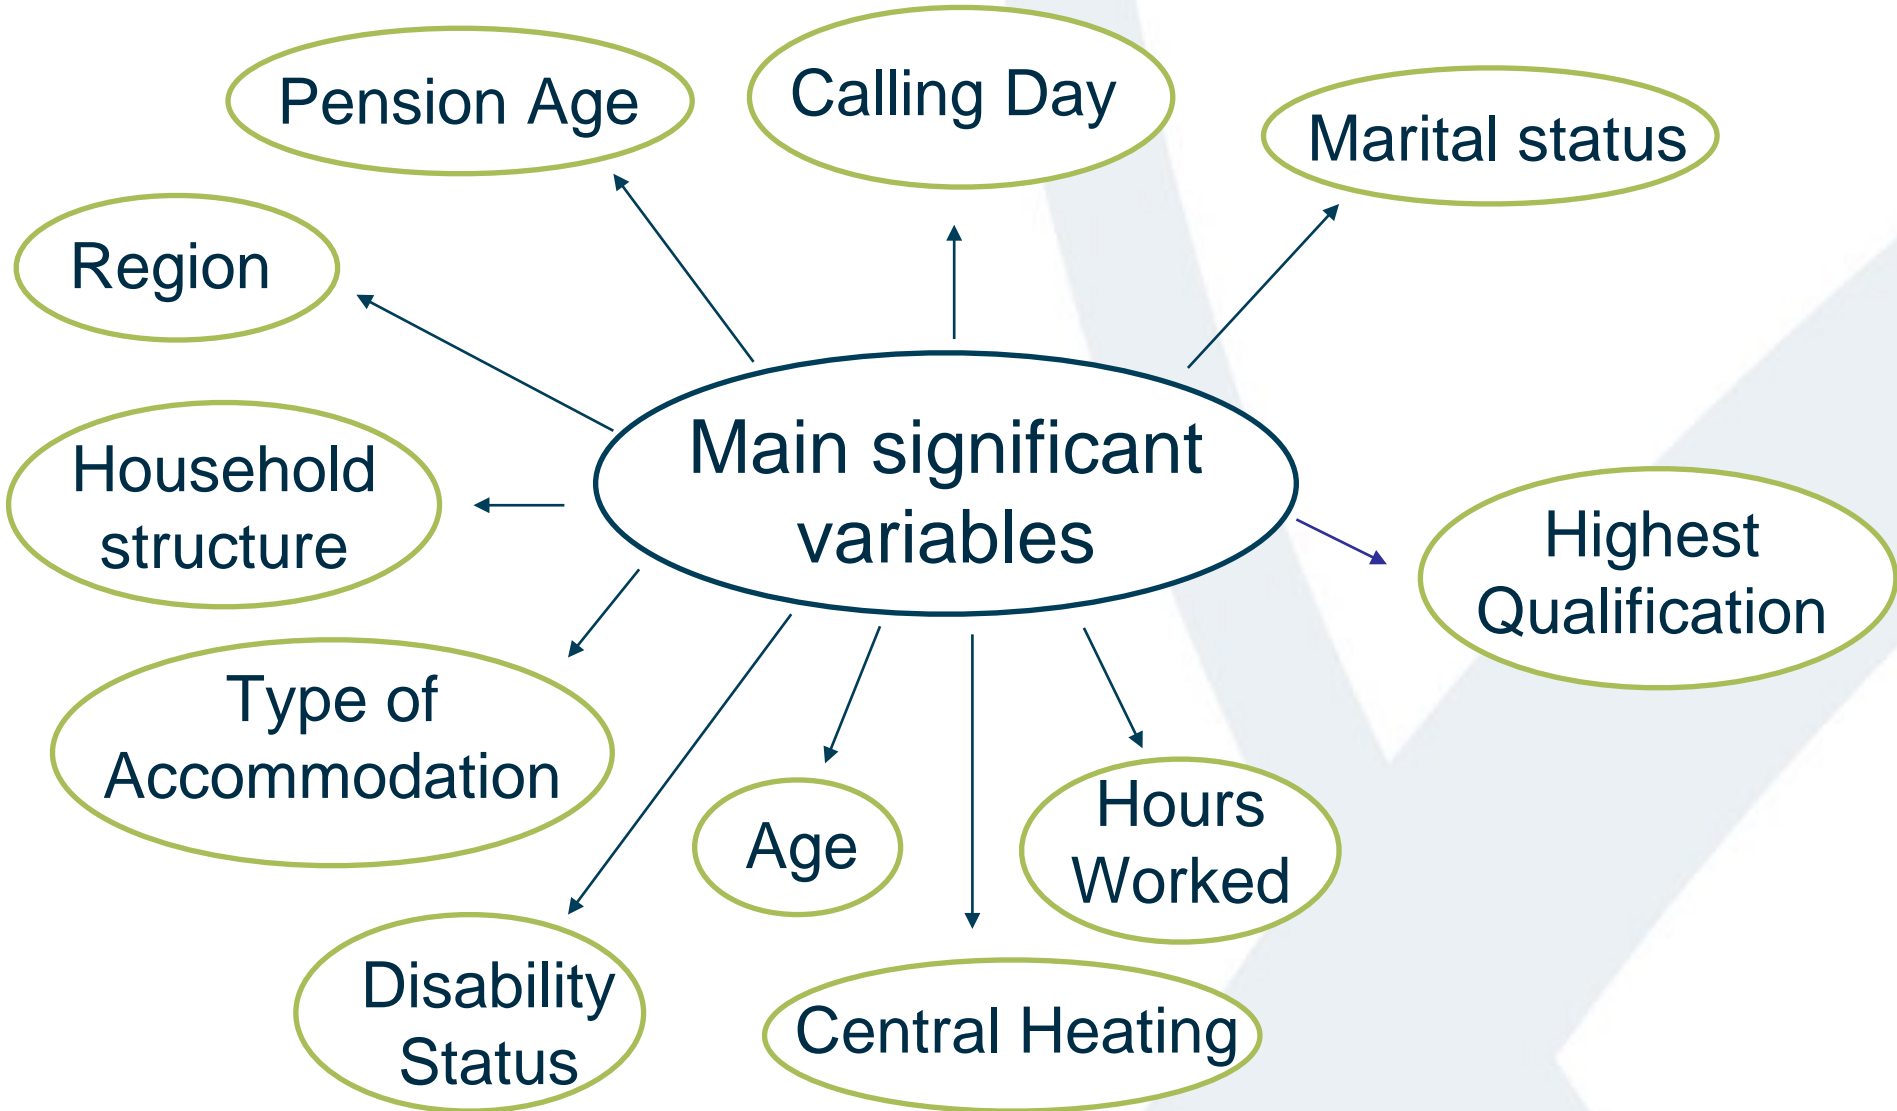 Pension Age
Calling Day
Marital status
Region
Main significant
variables
Household
structure
Highest
Qualification
Type of
Accommodation
Age
Hours
Worked
Disability
Status
Central Heating